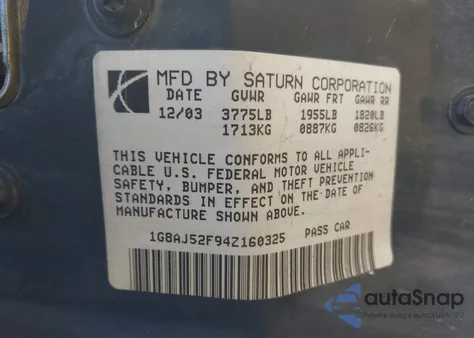 MFD BY SATURN CORPORATION
DATE GVWR GAWR FRT GAWR RR
12/03 3775LB 1955LB 1820LB
1713KG 0887KG 0826KG
THIS VEHICLE CONFORMS TO ALL APPLI-
CABLE U.S. FEDERAL MOTOR VEHICLE
SAFETY, BUMPER, AND THEFT PREVENTION
STANDARDS IN EFFECT ON THE DATE OF
MANUFACTURE SHOWN ABOVE.
1G8AJ52F94Z160325 PASS CAR
autoSnap